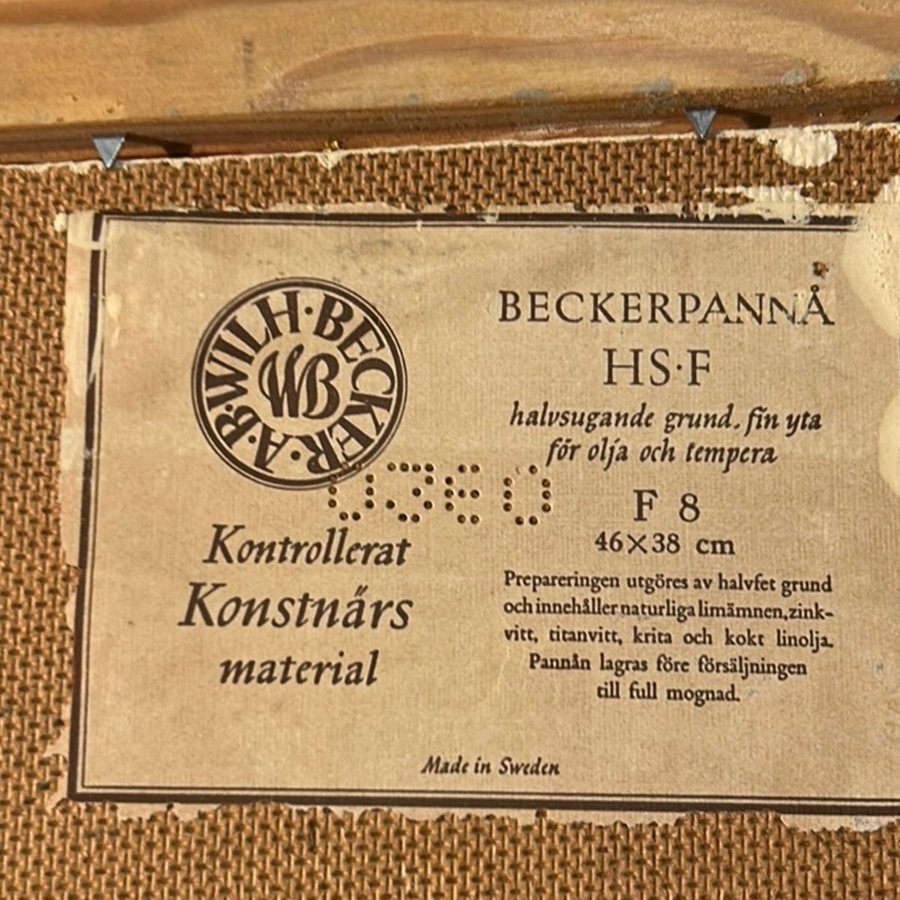 A·B·WILH·BECKER·
WB
BECKERPANNÅ
HS·F
halvsugande grund, fin yta
för olja och tempera
F 8
46×38 cm
Prepareringen utgöres av halvfet grund
och innehåller naturliga limämnen, zink-
vitt, titanvitt, krita och kokt linolja.
Pannån lagras före försäljningen
till full mognad.
Kontrollerat
Konstnärs
material
Made in Sweden